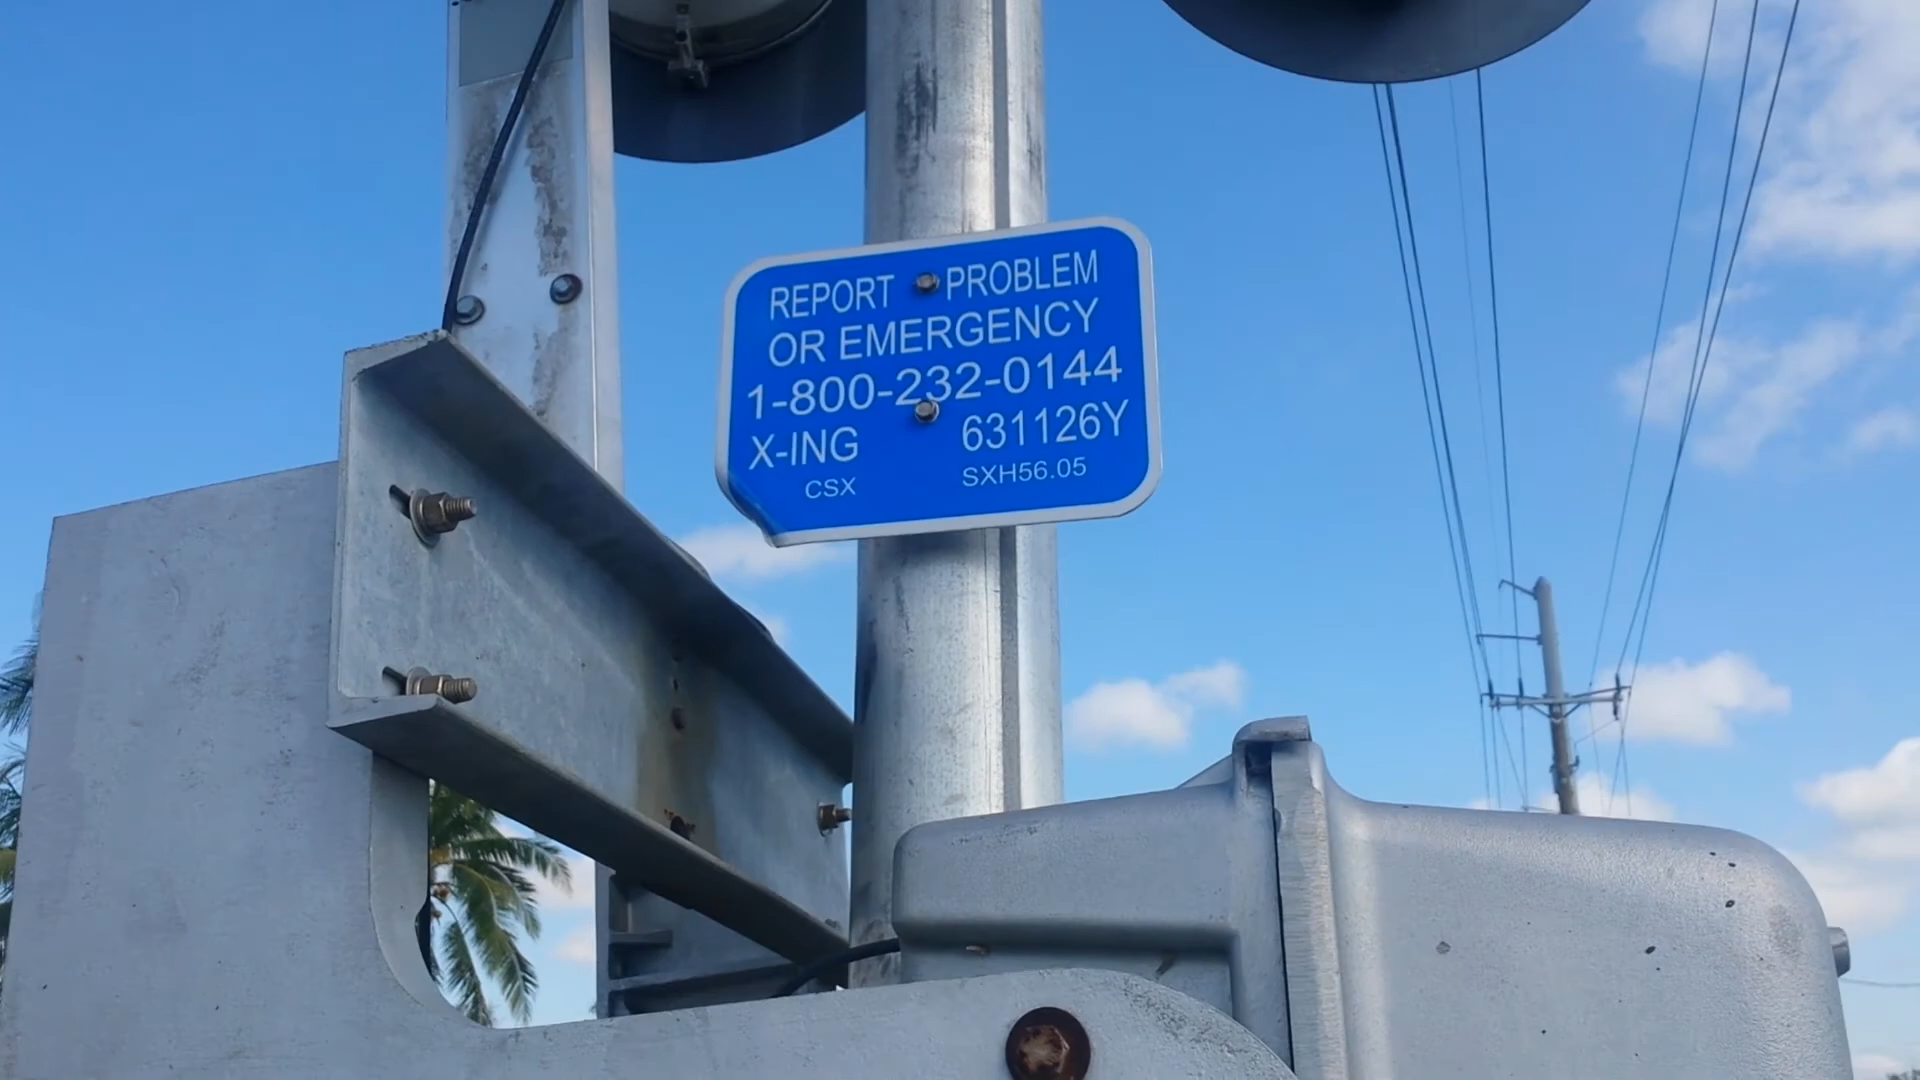 REPORT PROBLEM
OR EMERGENCY
1-800-232-0144
X-ING 631126Y
CSX SXH56.05